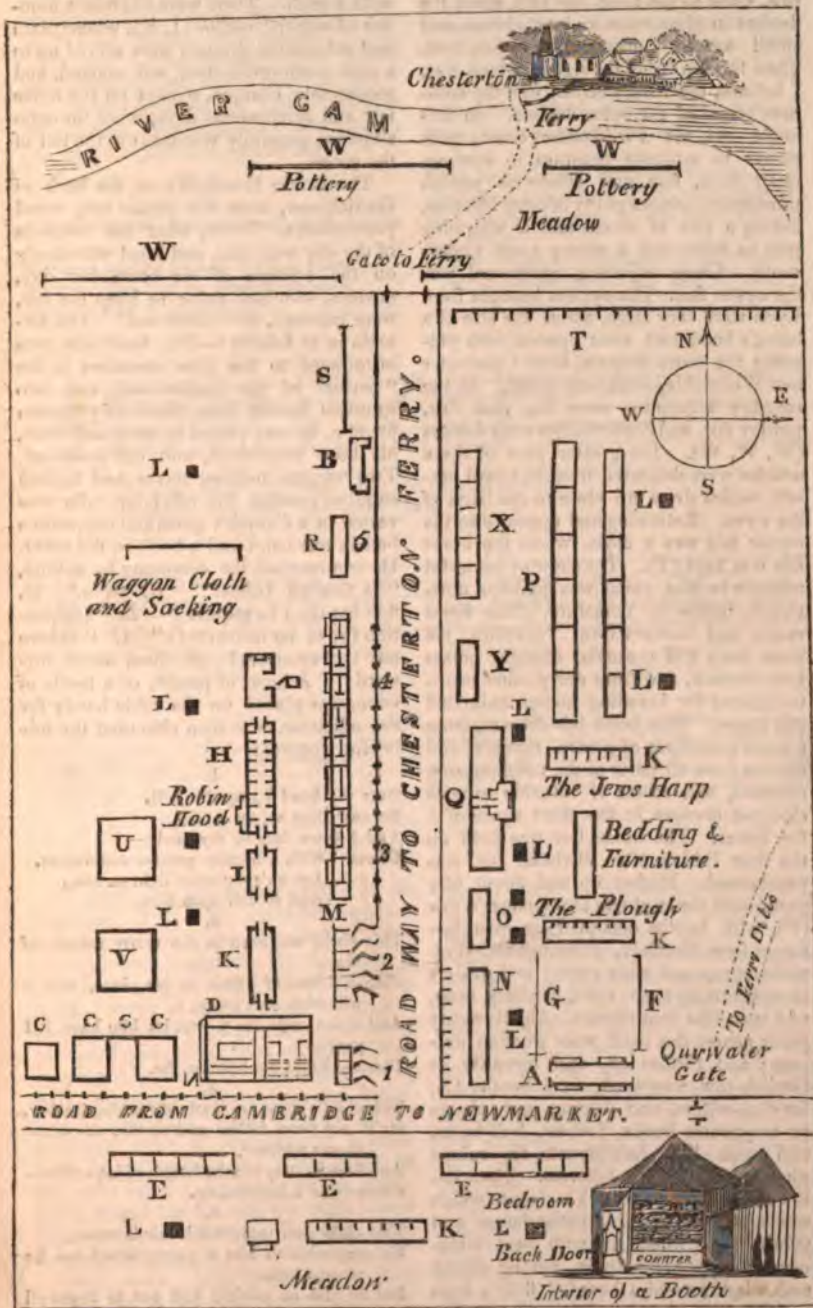 Chesterton
RIVER CAM
Ferry
W
W
Pottery
Pottery
Meadow
W
Gate to Ferry
T
N
S
W
E
S
B
L
L
R 6
X
Waggon Cloth
and Sacking
P
ROAD WAY TO CHESTERTON FERRY.
4
Y
L
L
L
H
K
The Jews Harp
Robin
Hood
Q
U
Bedding &
Furniture.
I
3
L
L
M
O
The Plough
V
K
2
K
N
G
F
L
To Ferry Ditto
D
C C C C
Quywater
Gate
1
A
ROAD FROM CAMBRIDGE TO NEWMARKET.
E
E
E
Bedroom
L
K
L
Back Door
COUNTER
Meadow
Interior of a Booth